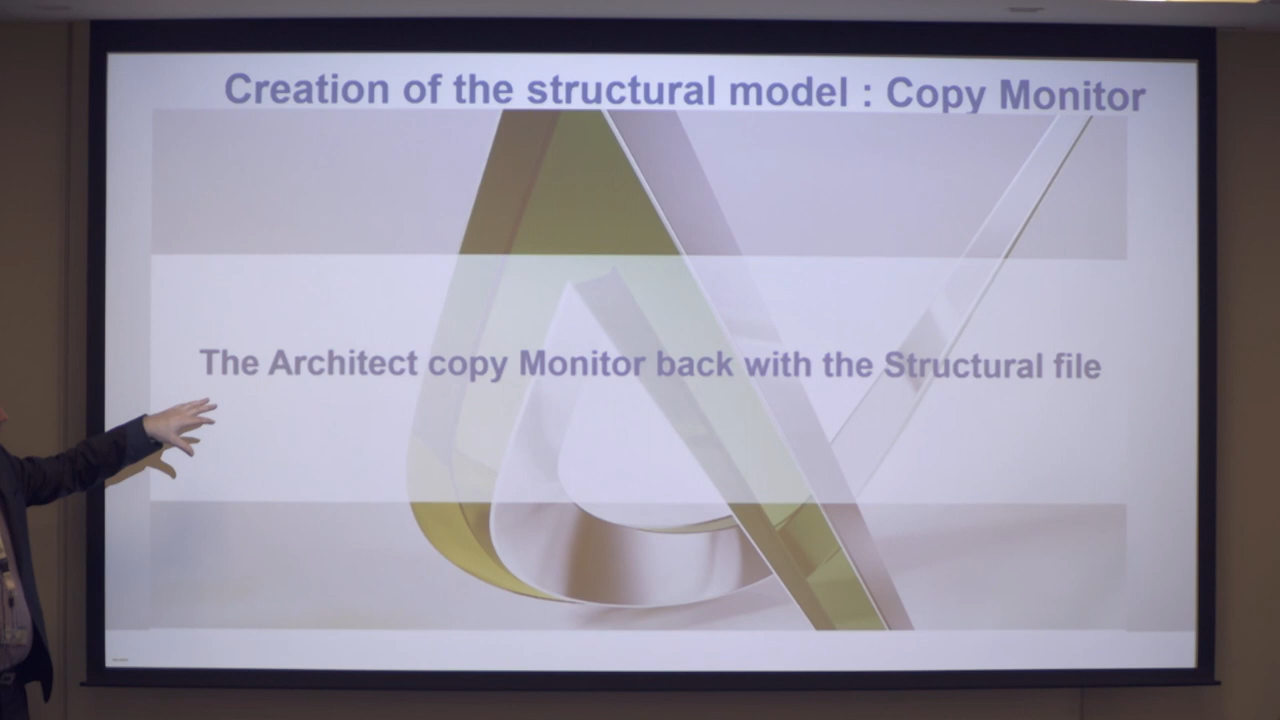 Creation of the structural model : Copy Monitor
The Architect copy Monitor back with the Structural file